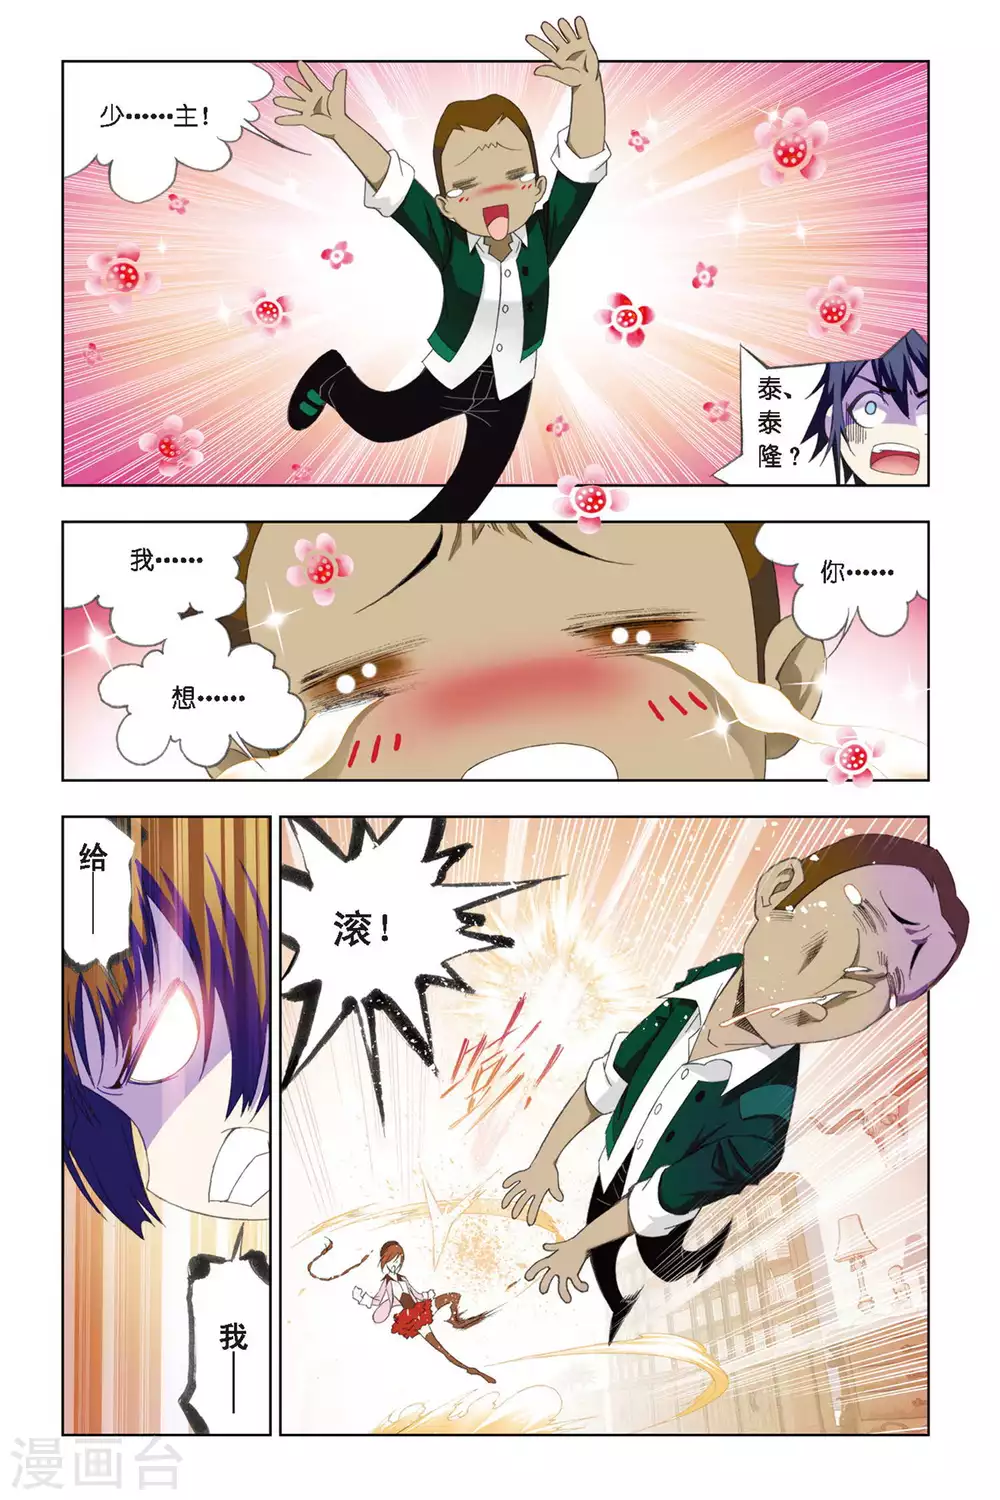 少……主！
泰、
泰
隆？
我……
想……
你……
给——
我——
滚！
嘭！
漫画台